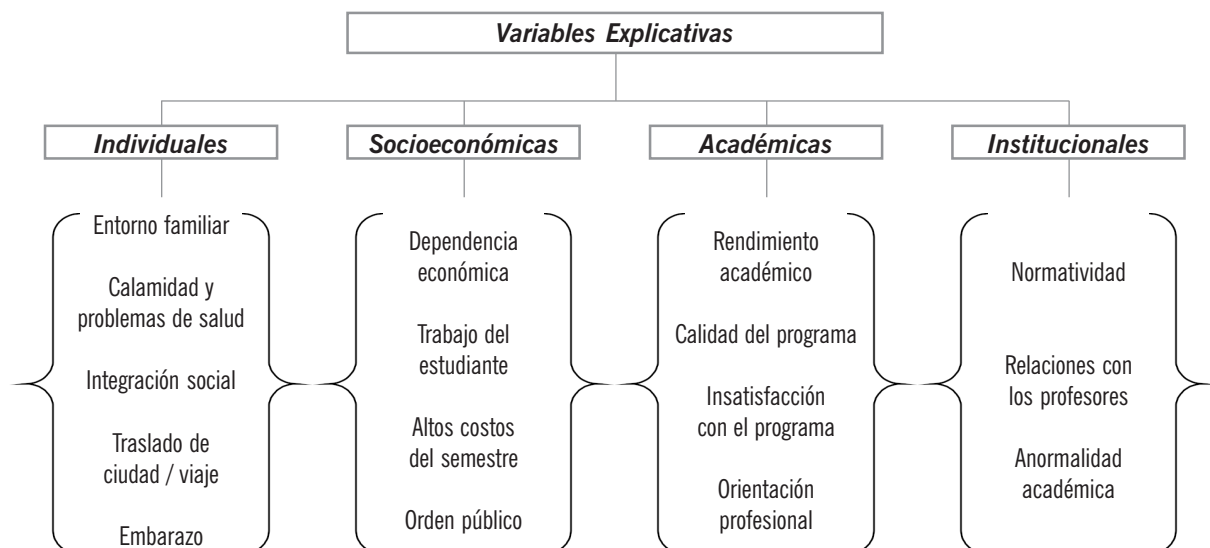 Variables Explicativas
Individuales
Entorno familiar
Calamidad y
problemas de salud
Integración social
Traslado de
ciudad / viaje
Embarazo
Socioeconómicas
Dependencia
económica
Trabajo del
estudiante
Altos costos
del semestre
Orden público
Académicas
Rendimiento
académico
Calidad del programa
Insatisfacción
con el programa
Orientación
profesional
Institucionales
Normatividad
Relaciones con
los profesores
Anormalidad
académica